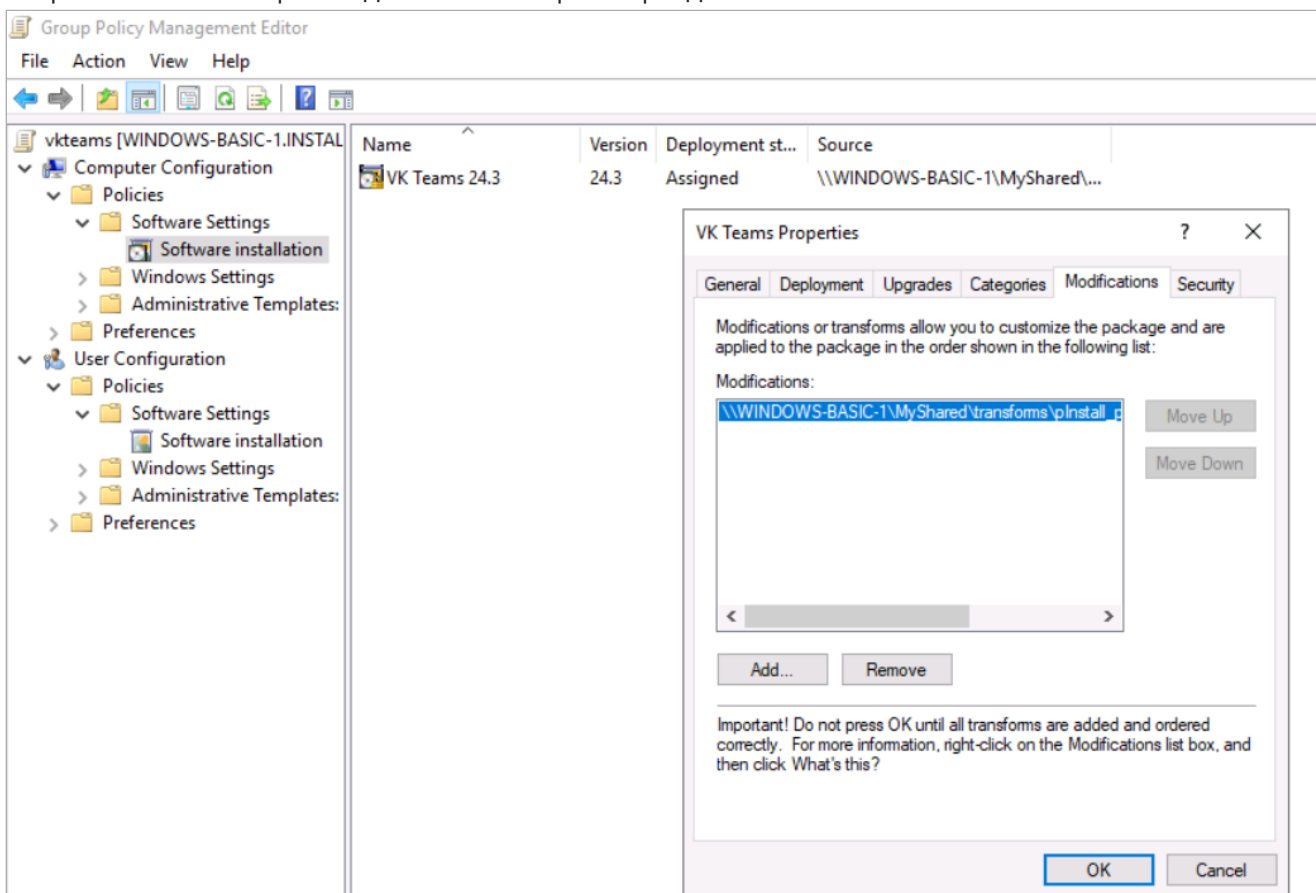 Group Policy Management Editor
File Action View Help
vkteams [WINDOWS-BASIC-1.INSTAL
Computer Configuration
Policies
Software Settings
Software installation
Windows Settings
Administrative Templates:
Preferences
User Configuration
Policies
Software Settings
Software installation
Windows Settings
Administrative Templates:
Preferences
Name Version Deployment st... Source
VK Teams 24.3 24.3 Assigned \\WINDOWS-BASIC-1\MyShared\...
VK Teams Properties ? X
General Deployment Upgrades Categories Modifications Security
Modifications or transforms allow you to customize the package and are
applied to the package in the order shown in the following list:
Modifications:
\\WINDOWS-BASIC-1\MyShared\transforms\pInstall_p
Move Up
Move Down
Add... Remove
Important! Do not press OK until all transforms are added and ordered
correctly. For more information, right-click on the Modifications list box, and
then click What's this?
OK Cancel